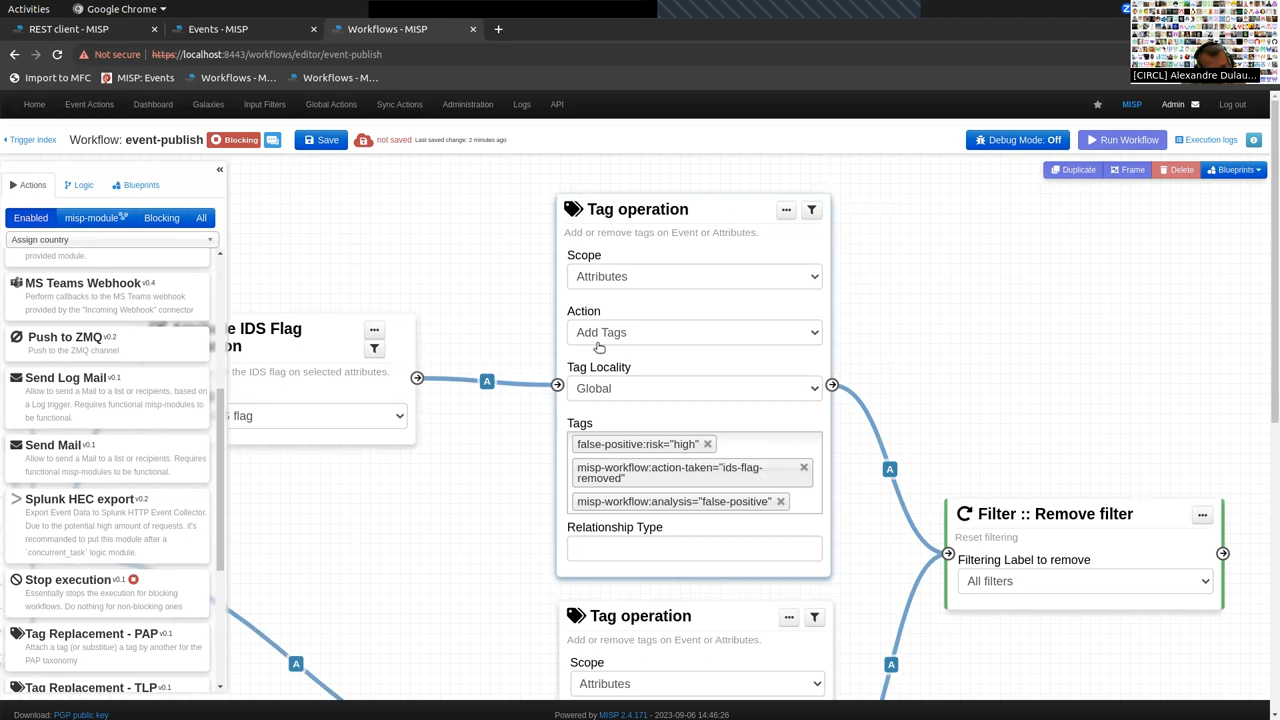 Activities
Google Chrome
REST client - MISP
Events - MISP
Workflows - MISP
https://localhost:8443/workflows/
/event-publish
Import to MFC
MISP: Events
Workflows - M...
Workflows - M...
[CIRCL] Alexandre Dulau...
Home
Event Actions
Dashboard
Galaxies
Input Filters
Global Actions
Sync Actions
Administration
Logs
API
MISP
Admin
Log out
Trigger index
Workflow: event-publish
Blocking
Save
not saved
Last saved change: 2 minutes ago
Debug Mode: Off
Run Workflow
Execution logs
Duplicate
Frame
Delete
Blueprints
Actions
Logic
Blueprints
Enabled
misp-module
Blocking
All
Assign country
provided module.
MS Teams Webhook v0.4
Perform callbacks to the MS Teams webhook
provided by the "Incoming Webhook" connector
Push to ZMQ v0.2
Push to the ZMQ channel
Send Log Mail v0.1
Allow to send a Mail to a list or recipients, based
on a Log trigger. Requires functional misp-modules
to be functional.
Send Mail v0.1
Allow to send a Mail to a list or recipients. Requires
functional misp-modules to be functional.
Splunk HEC export v0.2
Export Event Data to Splunk HTTP Event Collector.
Due to the potential high amount of requests, it's
recommanded to put this module after a
`concurrent_task` logic module.
Stop execution v0.1
Essentially stops the execution for blocking
workflows. Do nothing for non-blocking ones
Tag Replacement - PAP v0.1
Attach a tag (or substitue) a tag by another for the
PAP taxonomy
Tag Replacement - TLP v0.1
e IDS Flag
on
the IDS flag on selected attributes.
flag
A
Tag operation
Add or remove tags on Event or Attributes.
Scope
Attributes
Action
Add Tags
Tag Locality
Global
Tags
false-positive:risk="high"
misp-workflow:action-taken="ids-flag-
removed"
misp-workflow:analysis="false-positive"
Relationship Type
A
Filter :: Remove filter
Reset filtering
Filtering Label to remove
All filters
Tag operation
Add or remove tags on Event or Attributes.
Scope
Attributes
A
A
Download: PGP public key
Powered by MISP 2.4.171 - 2023-09-06 14:46:26